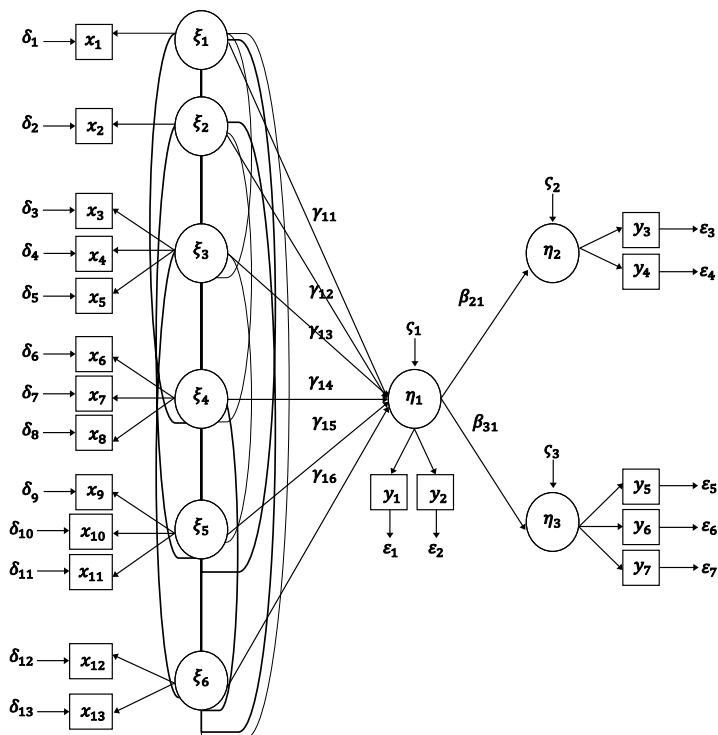 δ₁ x₁ ξ₁
δ₂ x₂ ξ₂
δ₃ x₃
δ₄ x₄ ξ₃
δ₅ x₅
δ₆ x₆
δ₇ x₇ ξ₄
δ₈ x₈
δ₉ x₉
δ₁₀ x₁₀ ξ₅
δ₁₁ x₁₁
δ₁₂ x₁₂ ξ₆
δ₁₃ x₁₃
γ₁₁
γ₁₂
γ₁₃
γ₁₄
γ₁₅
γ₁₆
ς₁
η₁
y₁ y₂
ε₁ ε₂
β₂₁
β₃₁
ς₂
η₂
y₃ ε₃
y₄ ε₄
ς₃
η₃
y₅ ε₅
y₆ ε₆
y₇ ε₇